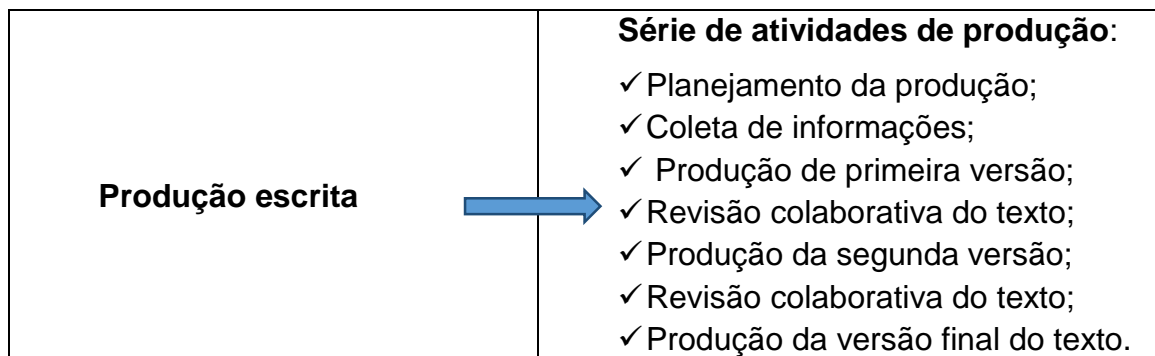 Produção escrita
Série de atividades de produção:
✓Planejamento da produção;
✓Coleta de informações;
✓ Produção de primeira versão;
✓Revisão colaborativa do texto;
✓Produção da segunda versão;
✓Revisão colaborativa do texto;
✓Produção da versão final do texto.